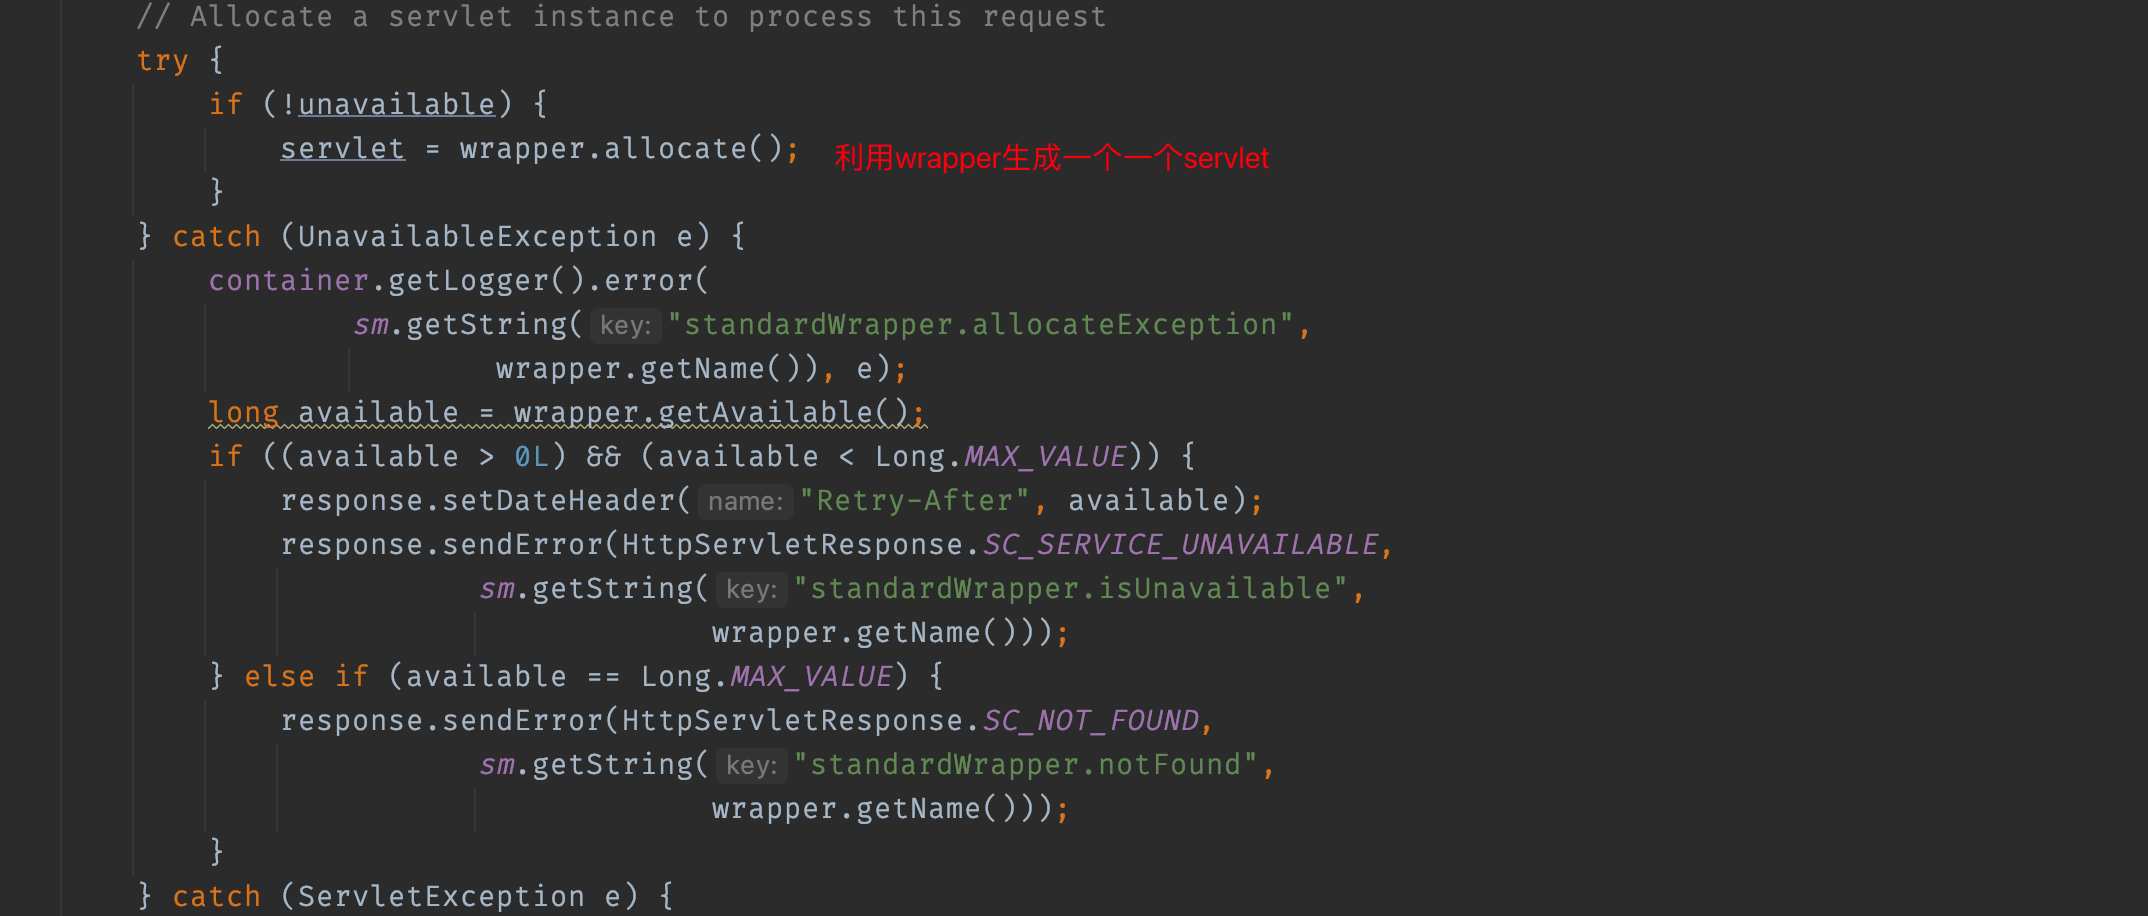 // Allocate a servlet instance to process this request
try {
if (!unavailable) {
servlet = wrapper.allocate(); 利用wrapper生成一个一个servlet
}
} catch (UnavailableException e) {
container.getLogger().error(
sm.getString( key: "standardWrapper.allocateException",
wrapper.getName()), e);
long available = wrapper.getAvailable();
if ((available > 0L) && (available < Long.MAX_VALUE)) {
response.setDateHeader( name: "Retry-After", available);
response.sendError(HttpServletResponse.SC_SERVICE_UNAVAILABLE,
sm.getString( key: "standardWrapper.isUnavailable",
wrapper.getName()));
} else if (available == Long.MAX_VALUE) {
response.sendError(HttpServletResponse.SC_NOT_FOUND,
sm.getString( key: "standardWrapper.notFound",
wrapper.getName()));
}
} catch (ServletException e) {